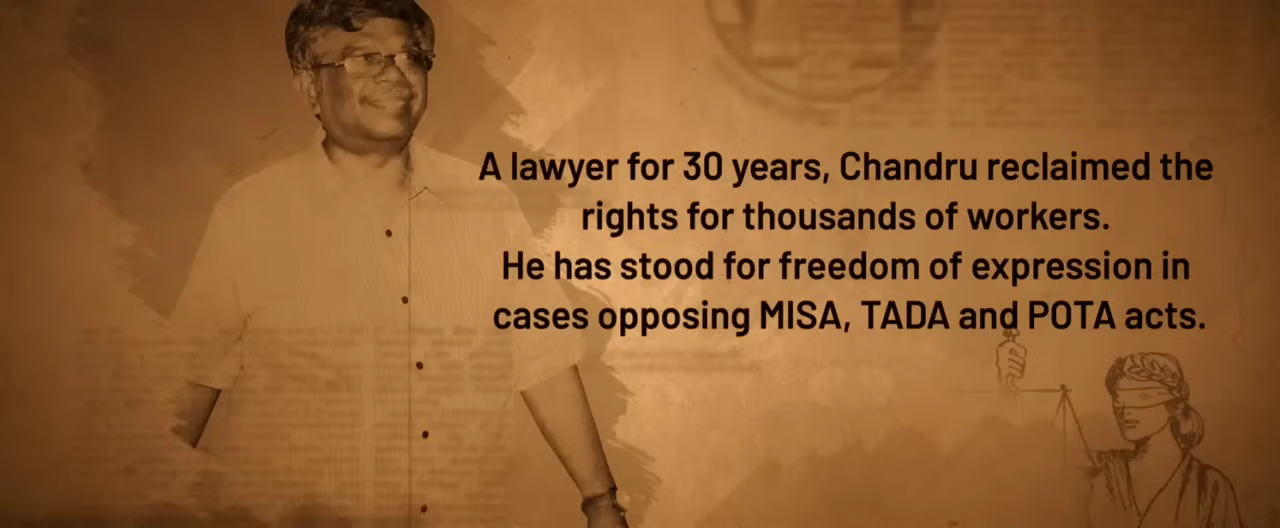 A lawyer for 30 years, Chandru reclaimed the
rights for thousands of workers.
He has stood for freedom of expression in
cases opposing MISA, TADA and POTA acts.